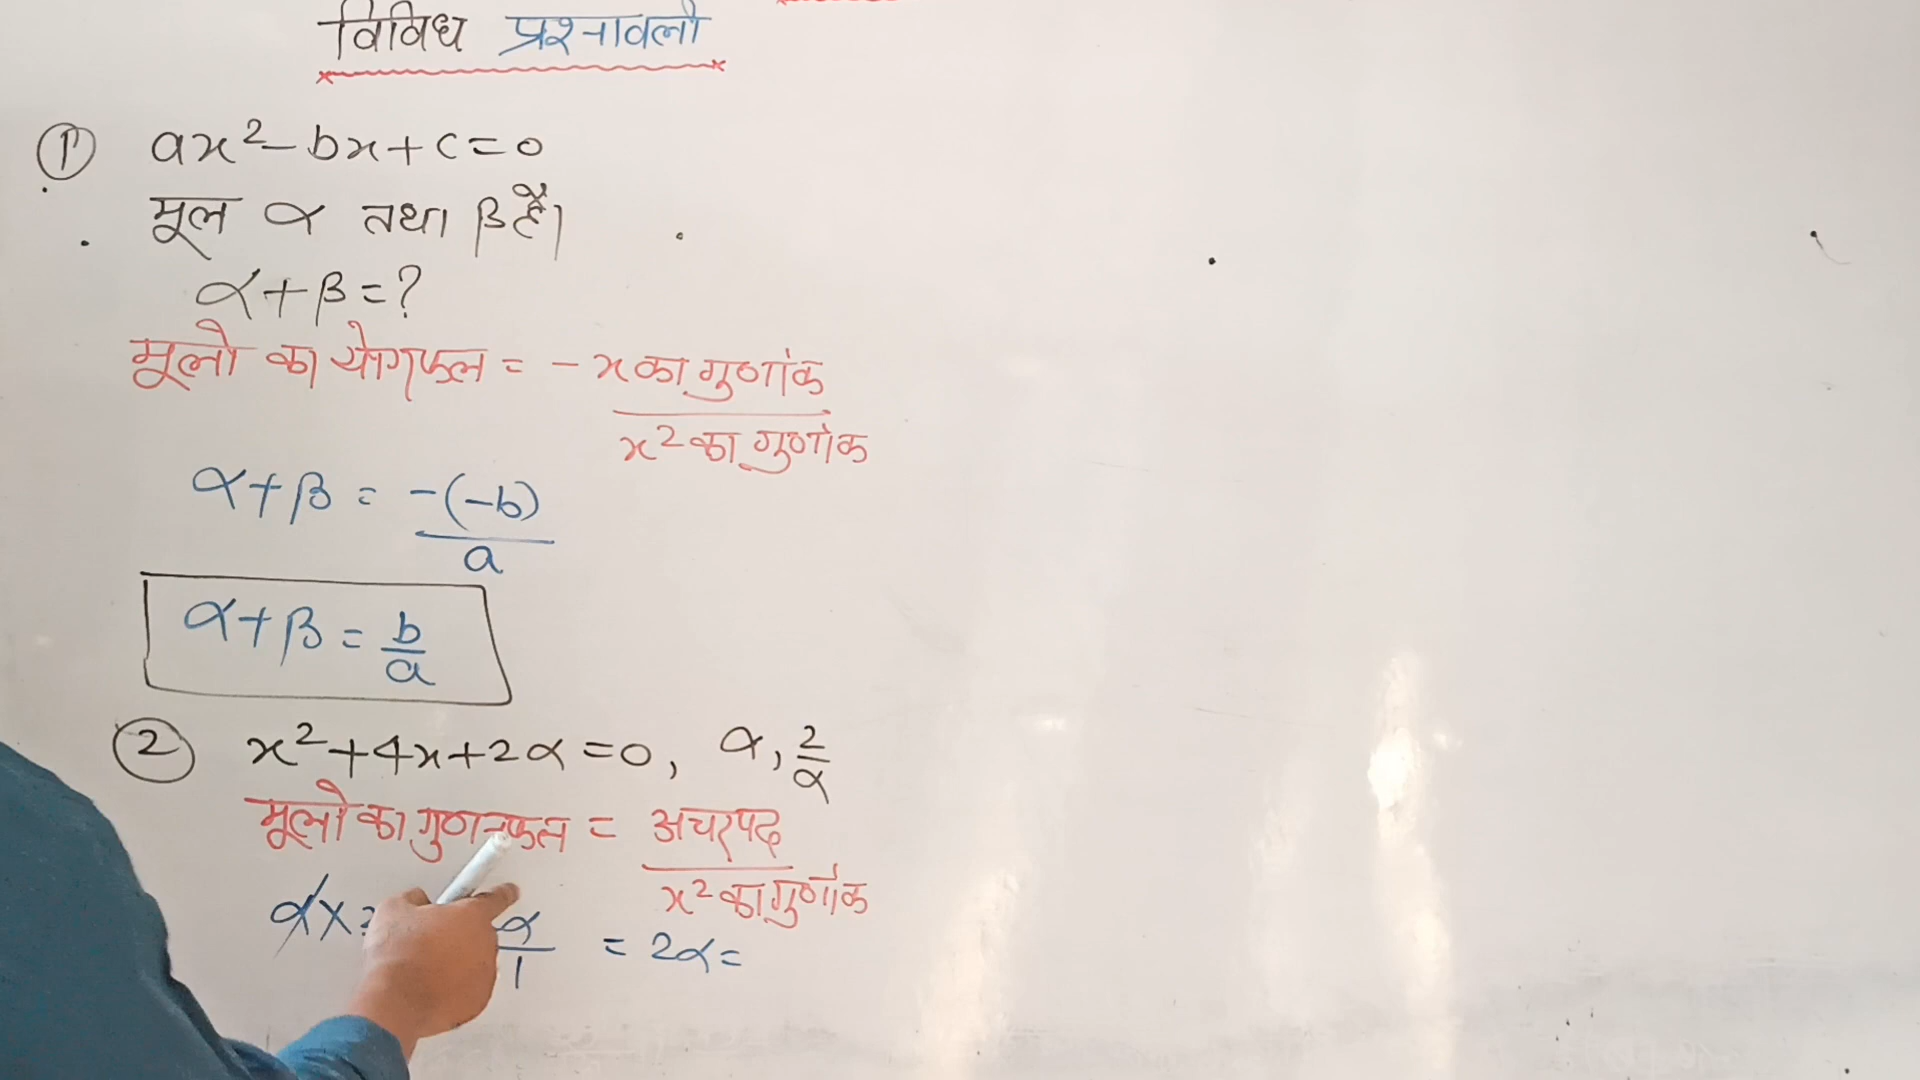 विविध प्रश्नावली
① ax² - bx + c = 0
मूल α तथा β है।
α + β = ?
मूलो का योगफल = - x का गुणांक
x² का गुणांक
α + β = -(-b)
a
α + β = b/a
② x² + 4x + 2α = 0, α, 2/α
मूलो का गुणनफल = अचरपद
x² का गुणांक
α × 2 α/1 = 2α =